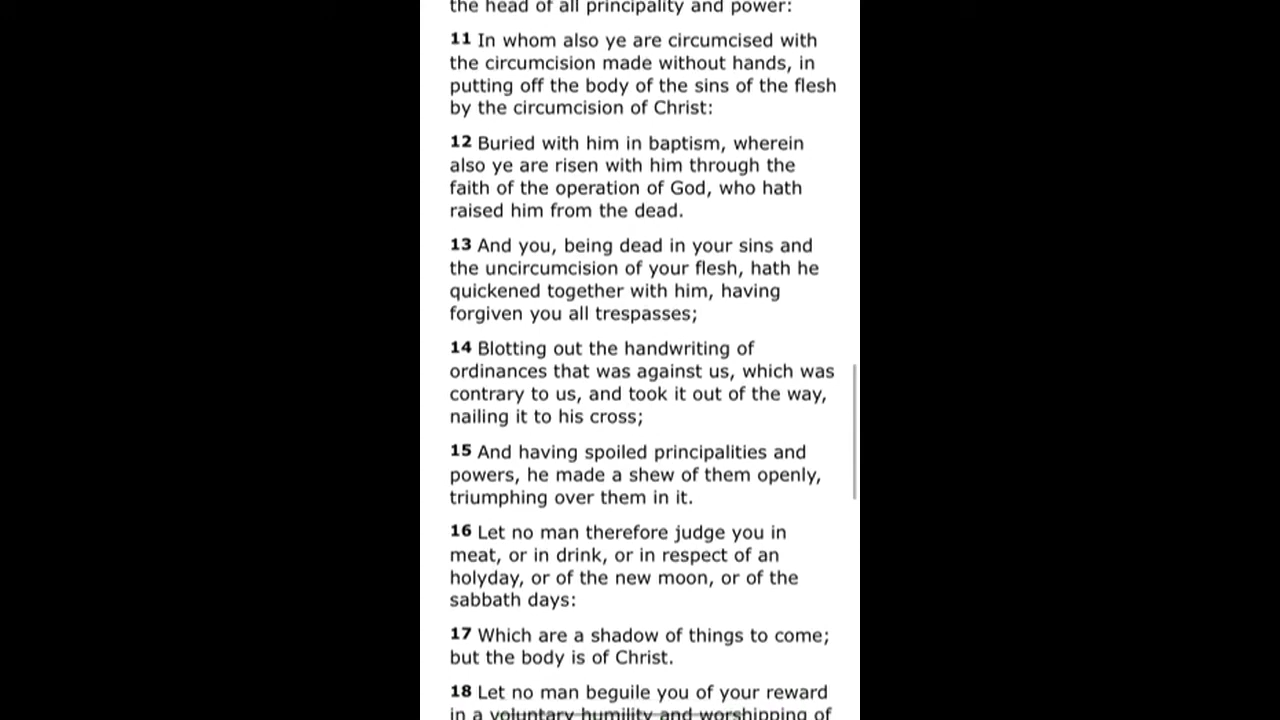 the head of all principality and power:
11 In whom also ye are circumcised with
the circumcision made without hands, in
putting off the body of the sins of the flesh
by the circumcision of Christ:
12 Buried with him in baptism, wherein
also ye are risen with him through the
faith of the operation of God, who hath
raised him from the dead.
13 And you, being dead in your sins and
the uncircumcision of your flesh, hath he
quickened together with him, having
forgiven you all trespasses;
14 Blotting out the handwriting of
ordinances that was against us, which was
contrary to us, and took it out of the way,
nailing it to his cross;
15 And having spoiled principalities and
powers, he made a shew of them openly,
triumphing over them in it.
16 Let no man therefore judge you in
meat, or in drink, or in respect of an
holyday, or of the new moon, or of the
sabbath days:
17 Which are a shadow of things to come;
but the body is of Christ.
18 Let no man beguile you of your reward
in a voluntary humility and worshipping of